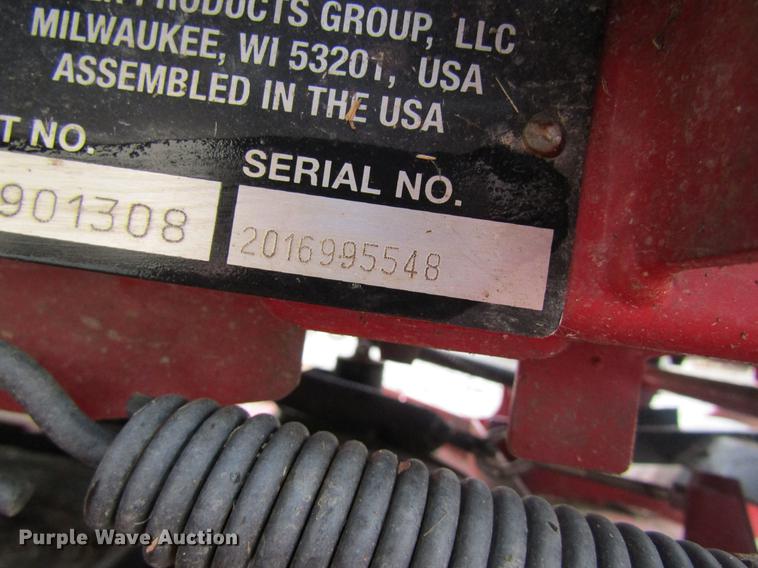 PRODUCTS GROUP, LLC
MILWAUKEE, WI 53201, USA
ASSEMBLED IN THE USA
T NO.
SERIAL NO.
901308
2016995548
Purple Wave Auction